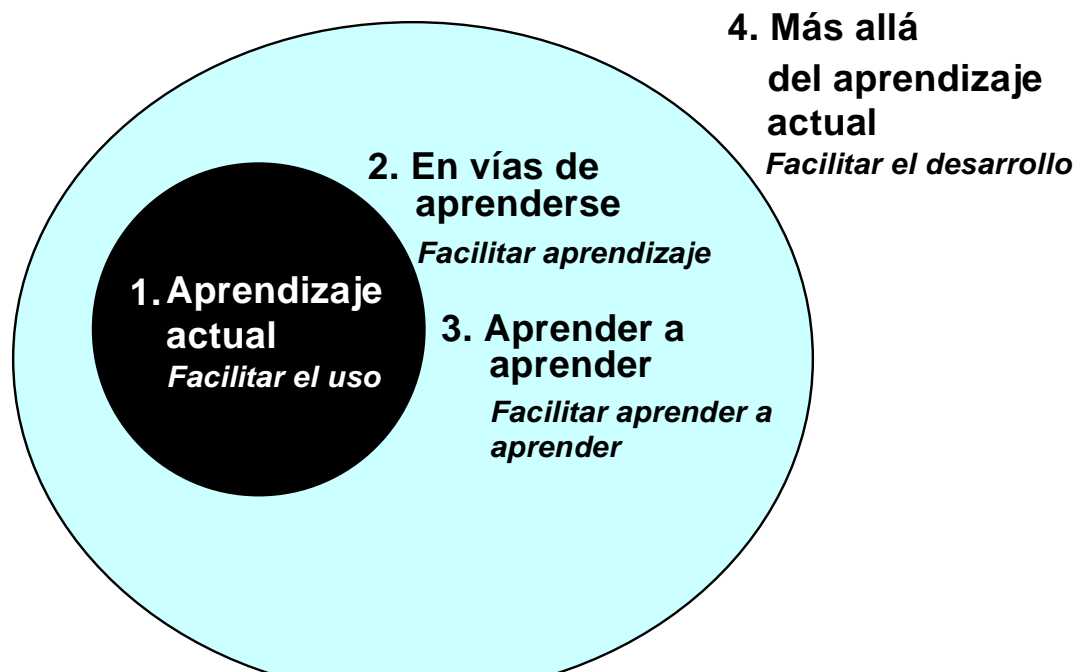 4. Más allá
del aprendizaje
actual
Facilitar el desarrollo
2. En vías de
aprenderse
Facilitar aprendizaje
1. Aprendizaje
actual
Facilitar el uso
3. Aprender a
aprender
Facilitar aprender a
aprender